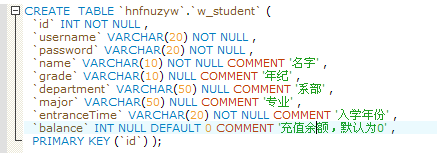 CREATE TABLE `hnfnuzyw`.`w_student` (
`id` INT NOT NULL ,
`username` VARCHAR(20) NOT NULL ,
`password` VARCHAR(20) NOT NULL ,
`name` VARCHAR(10) NOT NULL COMMENT '名字' ,
`grade` VARCHAR(10) NULL COMMENT '年纪' ,
`department` VARCHAR(50) NULL COMMENT '系部' ,
`major` VARCHAR(50) NULL COMMENT '专业' ,
`entranceTime` VARCHAR(20) NOT NULL COMMENT '入学年份' ,
`balance` INT NULL DEFAULT 0 COMMENT '充值余额，默认为0' ,
PRIMARY KEY (`id`) );